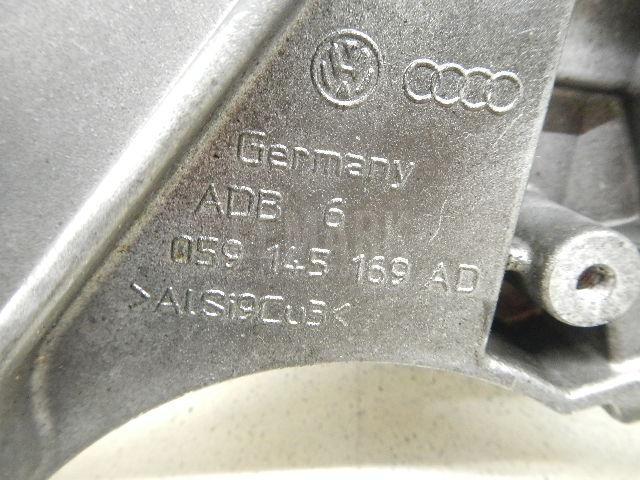 Germany
ADB 6
059 145 169 AD
>AlSi9Cu3<